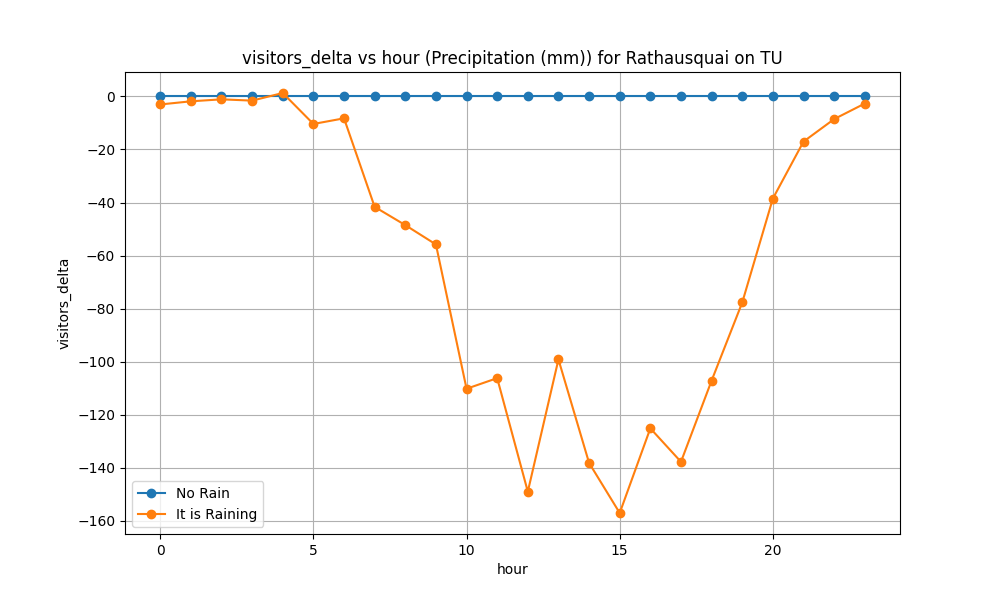 visitors_delta vs hour (Precipitation (mm)) for Rathausquai on TU
visitors_delta
0
−20
−40
−60
−80
−100
−120
−140
−160
No Rain
It is Raining
0 5 10 15 20
hour